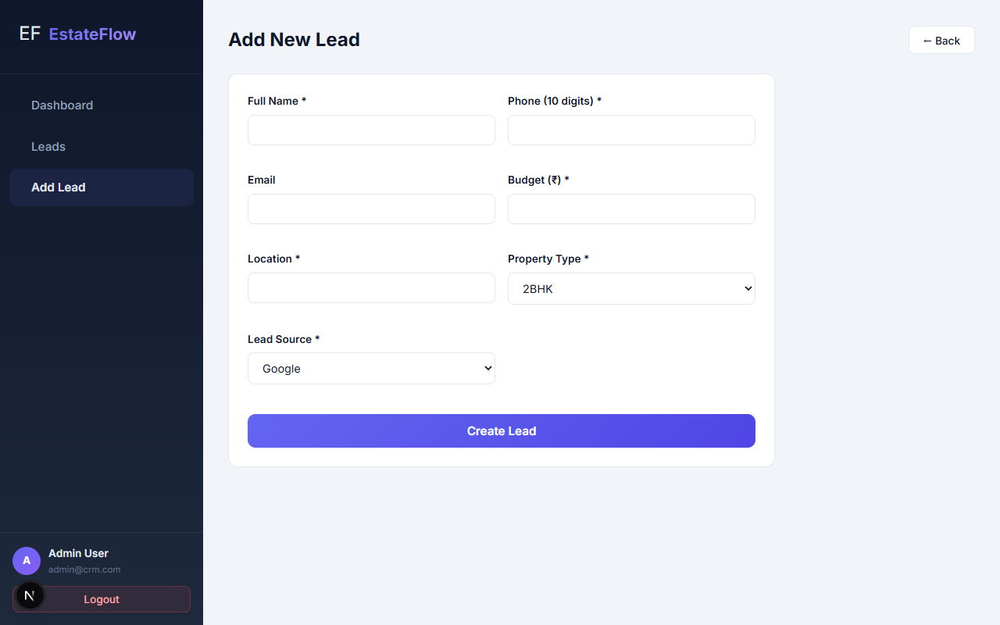 EF EstateFlow
Dashboard
Leads
Add Lead
A
Admin User
admin@crm.com
N
Logout
Add New Lead
← Back
Full Name *
Phone (10 digits) *
Email
Budget (₹) *
Location *
Property Type *
2BHK
Lead Source *
Google
Create Lead